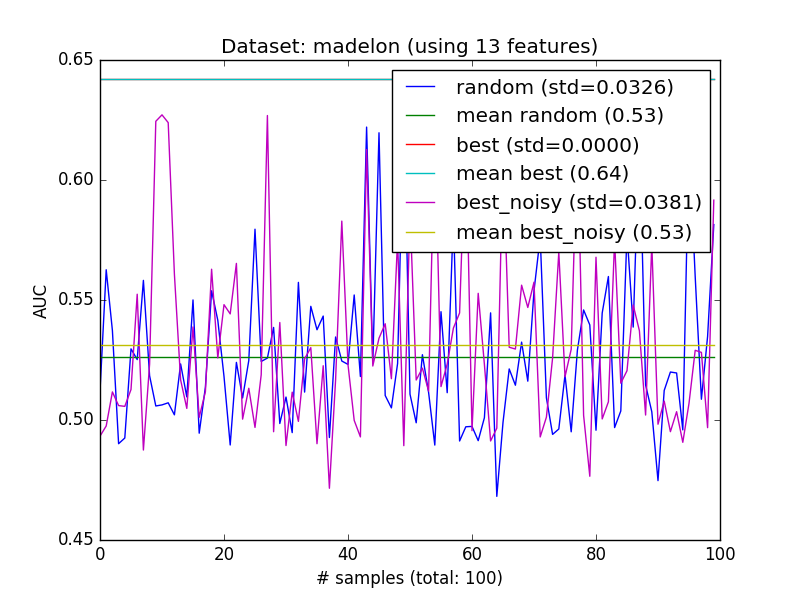 Dataset: madelon (using 13 features)
0.65
0.60
0.55
0.50
0.45
AUC
random (std=0.0326)
mean random (0.53)
best (std=0.0000)
mean best (0.64)
best_noisy (std=0.0381)
mean best_noisy (0.53)
0 20 40 60 80 100
# samples (total: 100)